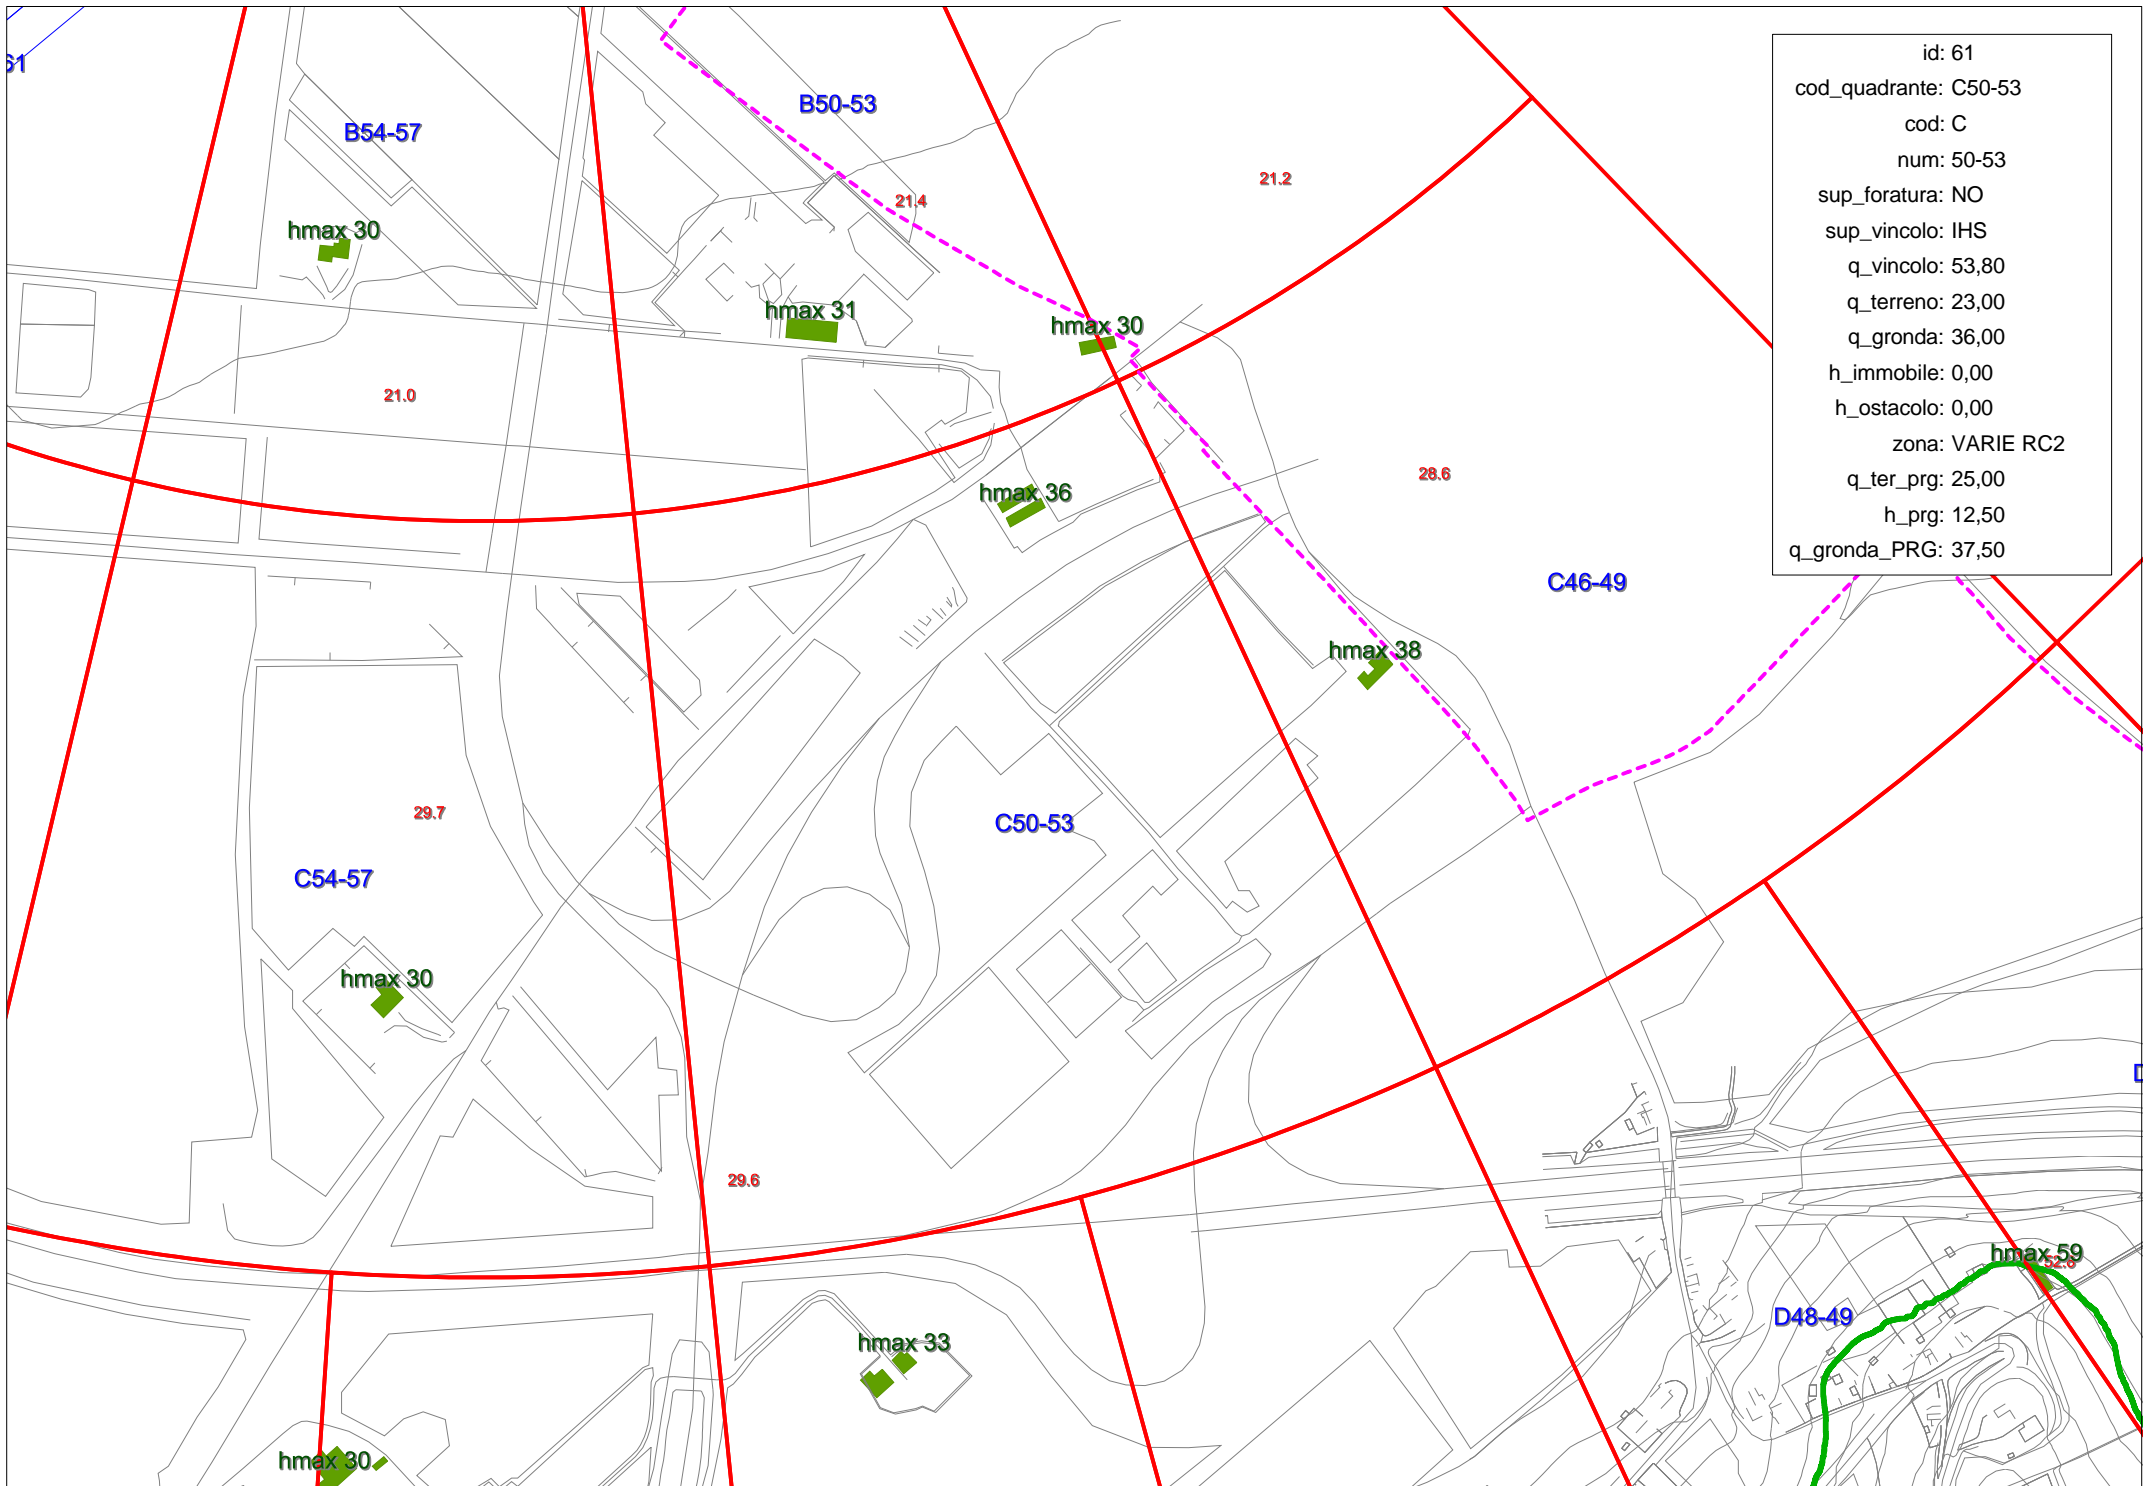 id: 61
cod_quadrante: C50-53
cod: C
num: 50-53
sup_foratura: NO
sup_vincolo: IHS
q_vincolo: 53,80
q_terreno: 23,00
q_gronda: 36,00
h_immobile: 0,00
h_ostacolo: 0,00
zona: VARIE RC2
q_ter_prg: 25,00
h_prg: 12,50
q_gronda_PRG: 37,50
61
B50-53
B54-57
21.2
21.4
hmax 30
hmax 31
hmax 30
21.0
28.6
hmax 36
C46-49
hmax 38
29.7
C50-53
C54-57
hmax 30
D
29.6
hmax 59
52.8
D48-49
hmax 33
hmax 30